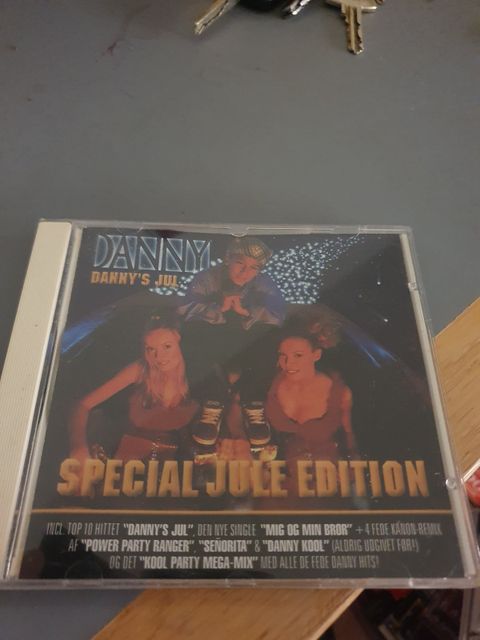 DANNY
DANNY'S JUL
SPECIAL JULE EDITION
INCL. TOP 10 HITTET "DANNY'S JUL", DEN NYE SINGLE "MIG OG MIN BRØR" + 4 FEDE KANON-REMIX
AF "POWER PARTY RANGER", "SEÑORITA" & "DANNY KOOL" (ALDRIG UDGIVET FØR!)
OG DET "KOOL PARTY MEGA-MIX" MED ALLE DE FEDE DANNY HITS!